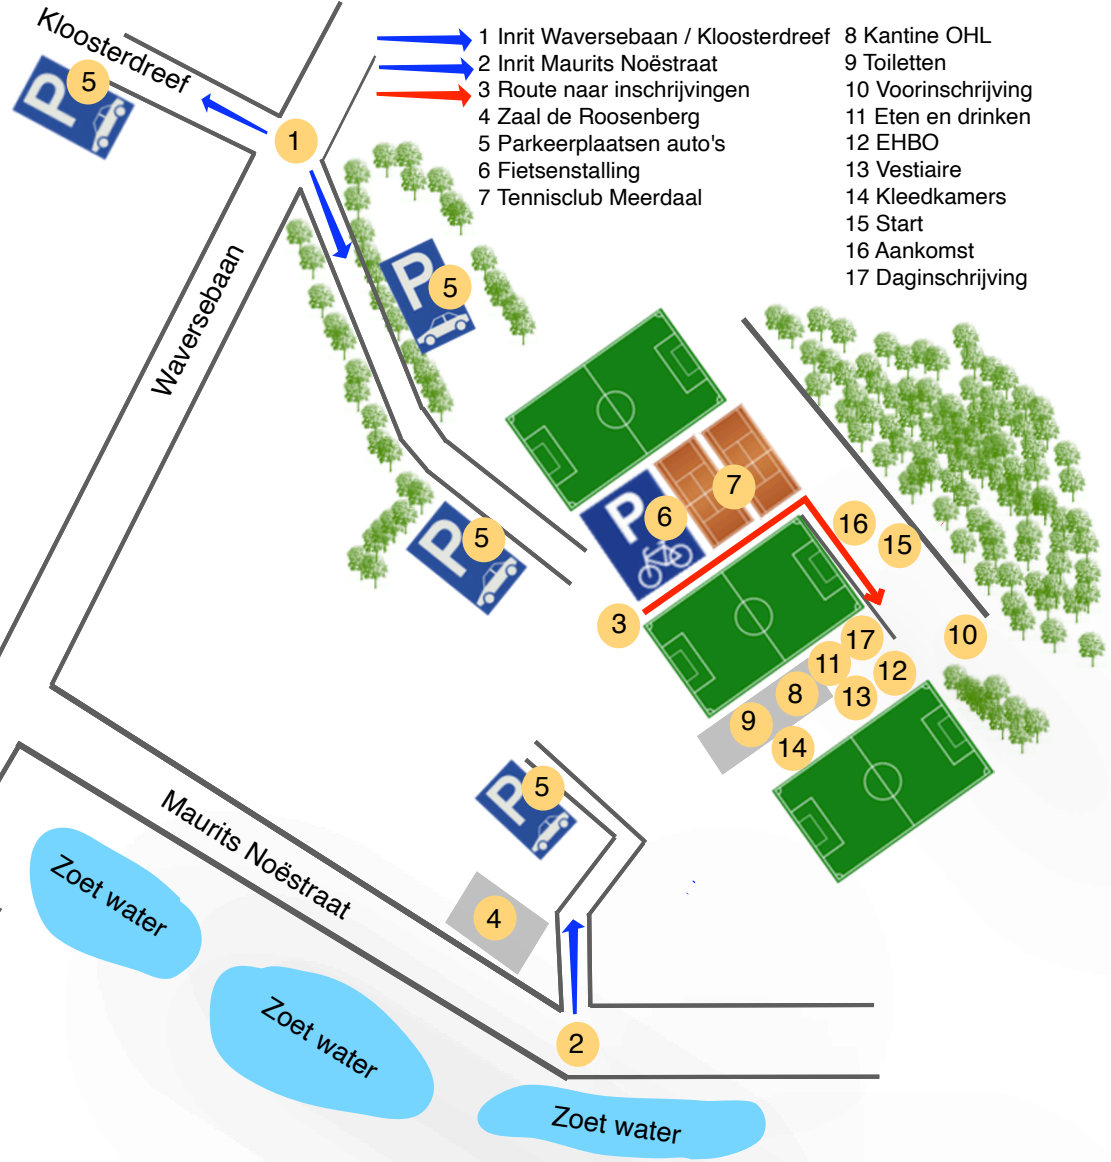 Kloosterdreef
1 Inrit Waversebaan / Kloosterdreef
2 Inrit Maurits Noëstraat
3 Route naar inschrijvingen
4 Zaal de Roosenberg
5 Parkeerplaatsen auto's
6 Fietsenstalling
7 Tennisclub Meerdaal
8 Kantine OHL
9 Toiletten
10 Voorinschrijving
11 Eten en drinken
12 EHBO
13 Vestiaire
14 Kleedkamers
15 Start
16 Aankomst
17 Daginschrijving
P
5
1
Waversebaan
P
5
P
5
P
6
7
16
15
3
17
10
11
12
8
13
9
14
P
5
Maurits Noëstraat
4
2
Zoet water
Zoet water
Zoet water